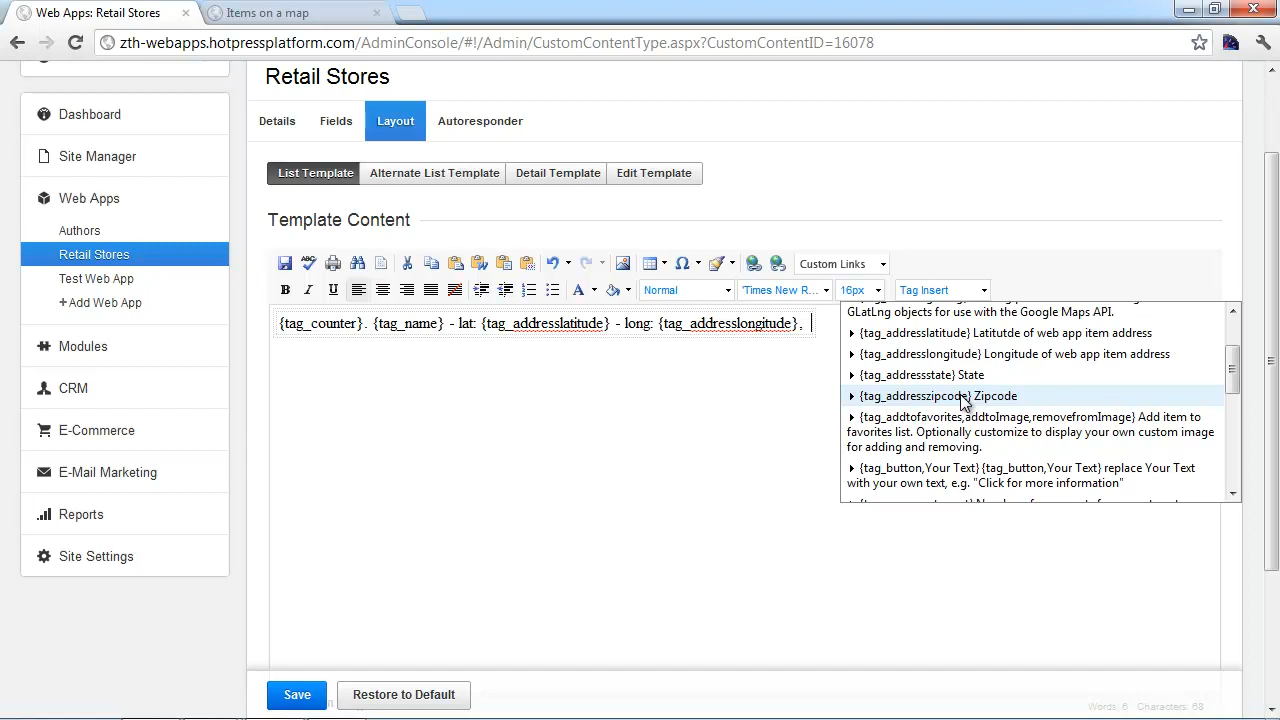 Web Apps: Retail Stores
Items on a map
zth-webapps.hotpressplatform.com/AdminConsole/#!/Admin/CustomContentType.aspx?CustomContentID=16078
Retail Stores
Dashboard
Site Manager
Web Apps
Authors
Retail Stores
Test Web App
+Add Web App
Modules
CRM
E-Commerce
E-Mail Marketing
Reports
Site Settings
Details
Fields
Layout
Autoresponder
List Template
Alternate List Template
Detail Template
Edit Template
Template Content
Custom Links
Normal
'Times New R...
16px
Tag Insert
{tag_counter}. {tag_name} - lat: {tag_addresslatitude} - long: {tag_addresslongitude},
GLatLng objects for use with the Google Maps API.
{tag_addresslatitude} Latitutde of web app item address
{tag_addresslongitude} Longitude of web app item address
{tag_addressstate} State
{tag_addresszipcode} Zipcode
{tag_addtofavorites,addtoImage,removefromImage} Add item to
favorites list. Optionally customize to display your own custom image
for adding and removing.
{tag_button,Your Text} {tag_button,Your Text} replace Your Text
with your own text, e.g. "Click for more information"
Save
Restore to Default
Words: 6 Characters: 68